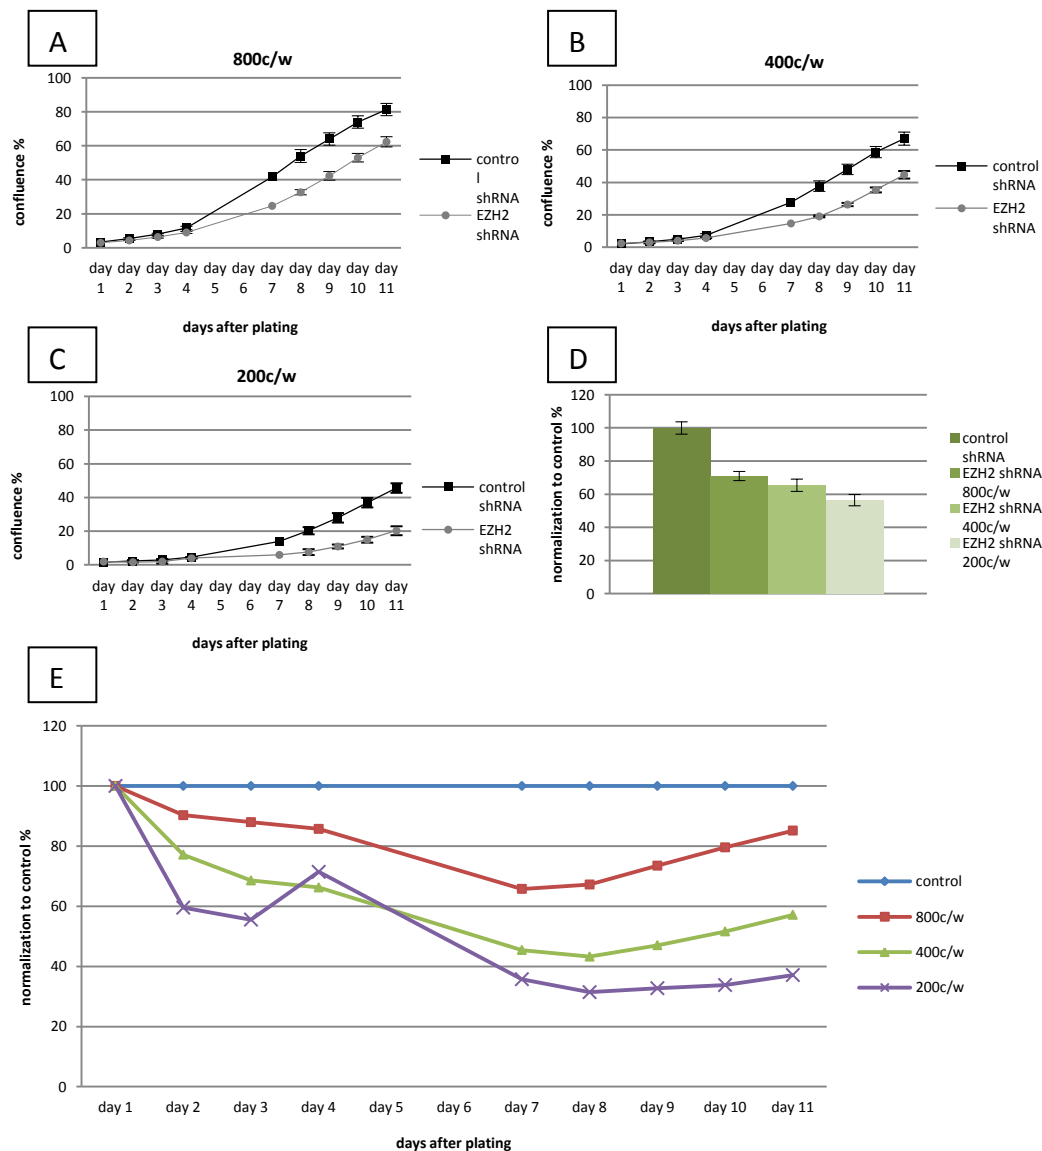 A
800c/w
confluence %
100
80
60
40
20
0
day 1 day 2 day 3 day 4 day 5 day 6 day 7 day 8 day 9 day 10 day 11
days after plating
contro
l
shRNA
EZH2
shRNA
B
400c/w
confluence %
100
80
60
40
20
0
day 1 day 2 day 3 day 4 day 5 day 6 day 7 day 8 day 9 day 10 day 11
days after plating
control
shRNA
EZH2
shRNA
C
200c/w
confluence %
100
80
60
40
20
0
day 1 day 2 day 3 day 4 day 5 day 6 day 7 day 8 day 9 day 10 day 11
days after plating
control
shRNA
EZH2
shRNA
D
normalization to control %
120
100
80
60
40
20
0
control
shRNA
EZH2 shRNA
800c/w
EZH2 shRNA
400c/w
EZH2 shRNA
200c/w
E
normalization to control %
120
100
80
60
40
20
0
day 1 day 2 day 3 day 4 day 5 day 6 day 7 day 8 day 9 day 10 day 11
days after plating
control
800c/w
400c/w
200c/w